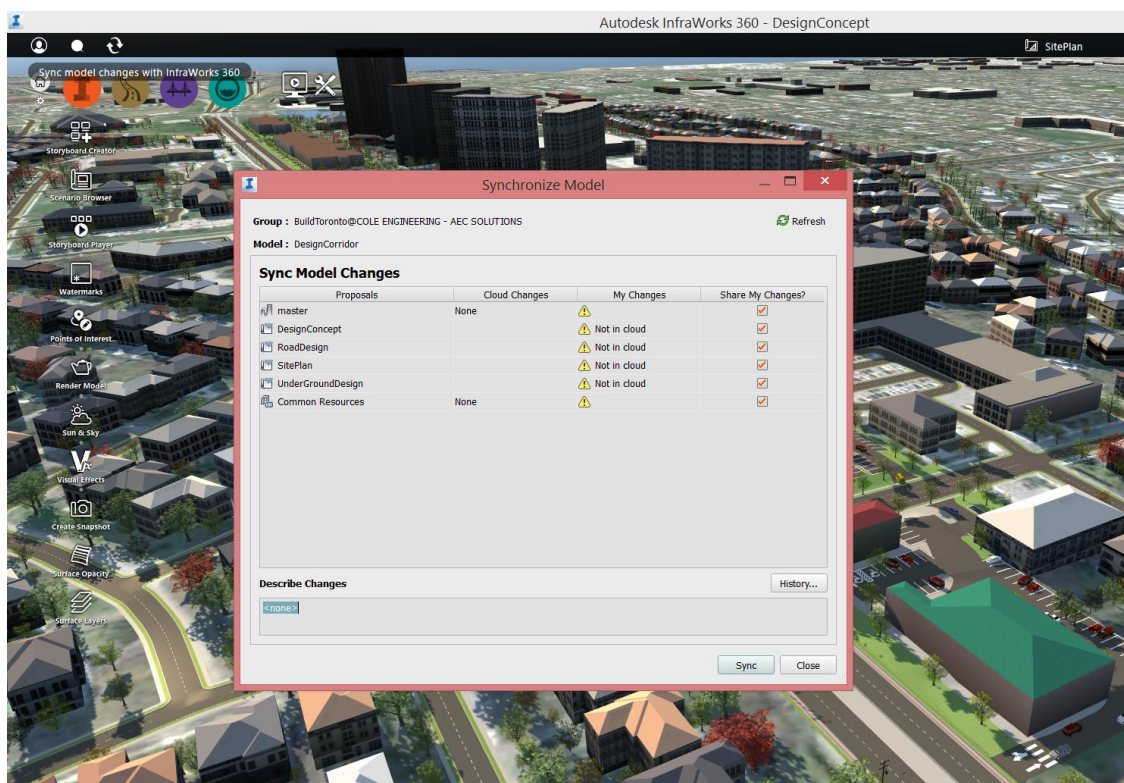 Autodesk InfraWorks 360 - DesignConcept
SitePlan
Sync model changes with InfraWorks 360
Storyboard Creator
Scenario Browser
Storyboard Player
Watermarks
Points of Interest
Render Model
Sun & Sky
Visual Effects
Create Snapshot
Surface Opacity
Surface Layers
Synchronize Model
Group : BuildToronto@COLE ENGINEERING - AEC SOLUTIONS
Refresh
Model : DesignCorridor
Sync Model Changes
Proposals Cloud Changes My Changes Share My Changes?
master None
DesignConcept Not in cloud
RoadDesign Not in cloud
SitePlan Not in cloud
UnderGroundDesign Not in cloud
Common Resources None
Describe Changes
History...
<none>
Sync Close